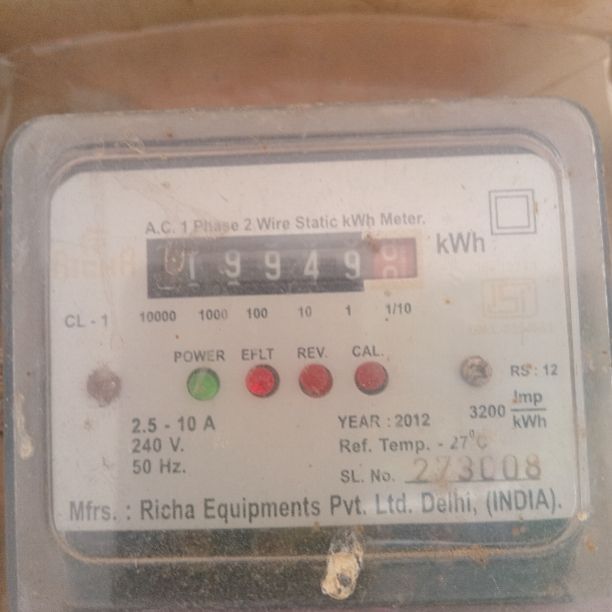 A.C. 1 Phase 2 Wire Static kWh Meter.
RICHA
19949 kWh
CL - 1 10000 1000 100 10 1 1/10
POWER EFLT REV. CAL.
RS : 12
2.5 - 10 A YEAR : 2012 3200 Imp/kWh
240 V. Ref. Temp. - 27°C
50 Hz. SL. No. 273008
Mfrs. : Richa Equipments Pvt. Ltd. Delhi, (INDIA).